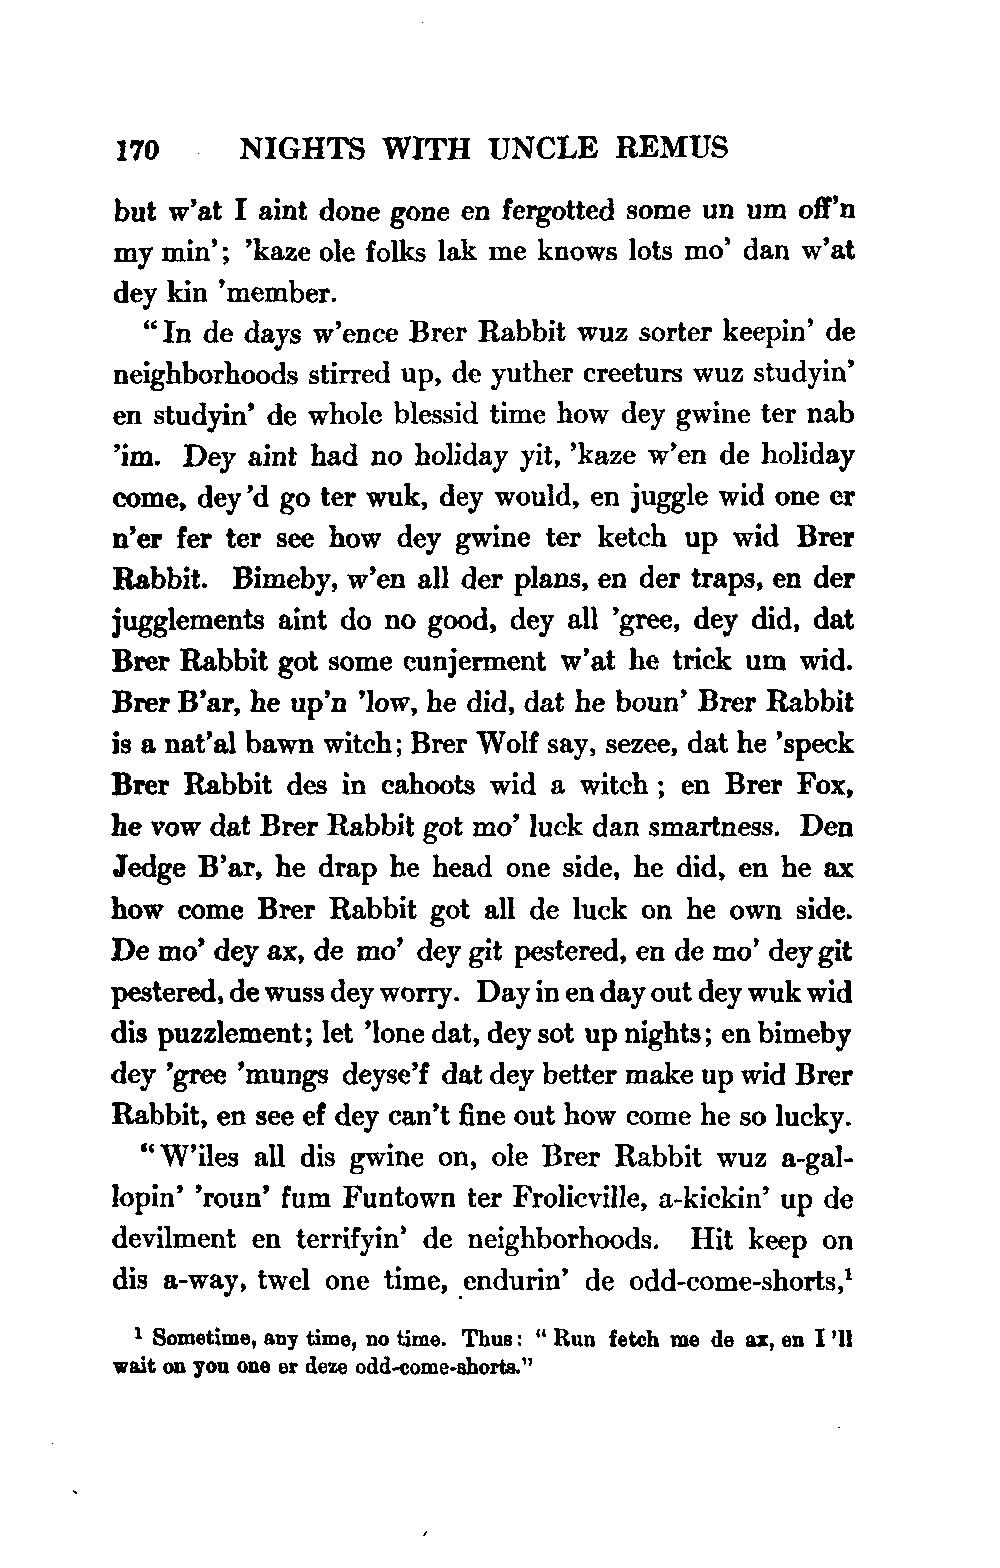 170 NIGHTS WITH UNCLE REMUS
but w'at I aint done gone en fergotted some un um off'n
my min'; 'kaze ole folks lak me knows lots mo' dan w'at
dey kin 'member.
“In de days w'ence Brer Rabbit wuz sorter keepin' de
neighborhoods stirred up, de yuther creeturs wuz studyin'
en studyin' de whole blessid time how dey gwine ter nab
'im. Dey aint had no holiday yit, 'kaze w'en de holiday
come, dey 'd go ter wuk, dey would, en juggle wid one er
n'er fer ter see how dey gwine ter ketch up wid Brer
Rabbit. Bimeby, w'en all der plans, en der traps, en der
jugglements aint do no good, dey all 'gree, dey did, dat
Brer Rabbit got some cunjerment w'at he trick um wid.
Brer B'ar, he up'n 'low, he did, dat he boun' Brer Rabbit
is a nat'al bawn witch; Brer Wolf say, sezee, dat he 'speck
Brer Rabbit des in cahoots wid a witch; en Brer Fox,
he vow dat Brer Rabbit got mo' luck dan smartness. Den
Jedge B'ar, he drap he head one side, he did, en he ax
how come Brer Rabbit got all de luck on he own side.
De mo' dey ax, de mo' dey git pestered, en de mo' dey git
pestered, de wuss dey worry. Day in en day out dey wuk wid
dis puzzlement; let 'lone dat, dey sot up nights; en bimeby
dey 'gree 'mungs deyse'f dat dey better make up wid Brer
Rabbit, en see ef dey can't fine out how come he so lucky.
“W'iles all dis gwine on, ole Brer Rabbit wuz a-gal-
lopin' 'roun' fum Funtown ter Frolicville, a-kickin' up de
devilment en terrifyin' de neighborhoods. Hit keep on
dis a-way, twel one time, endurin' de odd-come-shorts,¹
¹ Sometime, any time, no time. Thus: “Run fetch me de ax, en I 'll
wait on you one er deze odd-come-shorts.”